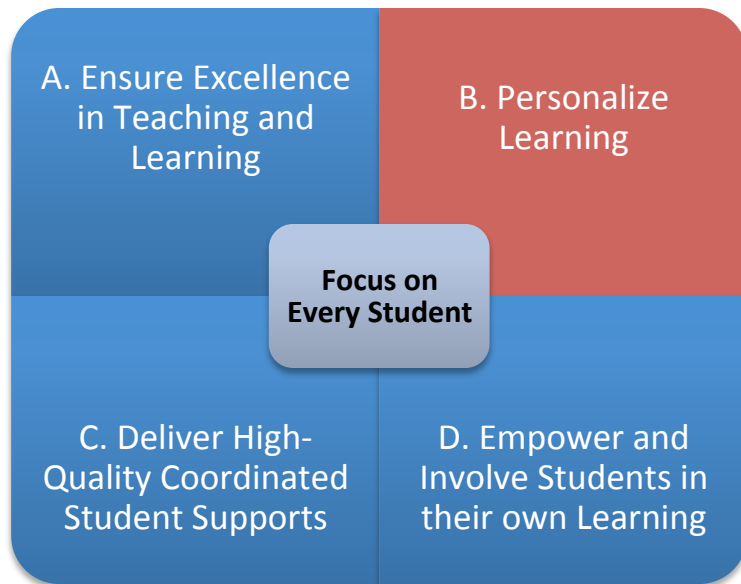 A. Ensure Excellence
in Teaching and
Learning
B. Personalize
Learning
Focus on
Every Student
C. Deliver High-
Quality Coordinated
Student Supports
D. Empower and
Involve Students in
their own Learning